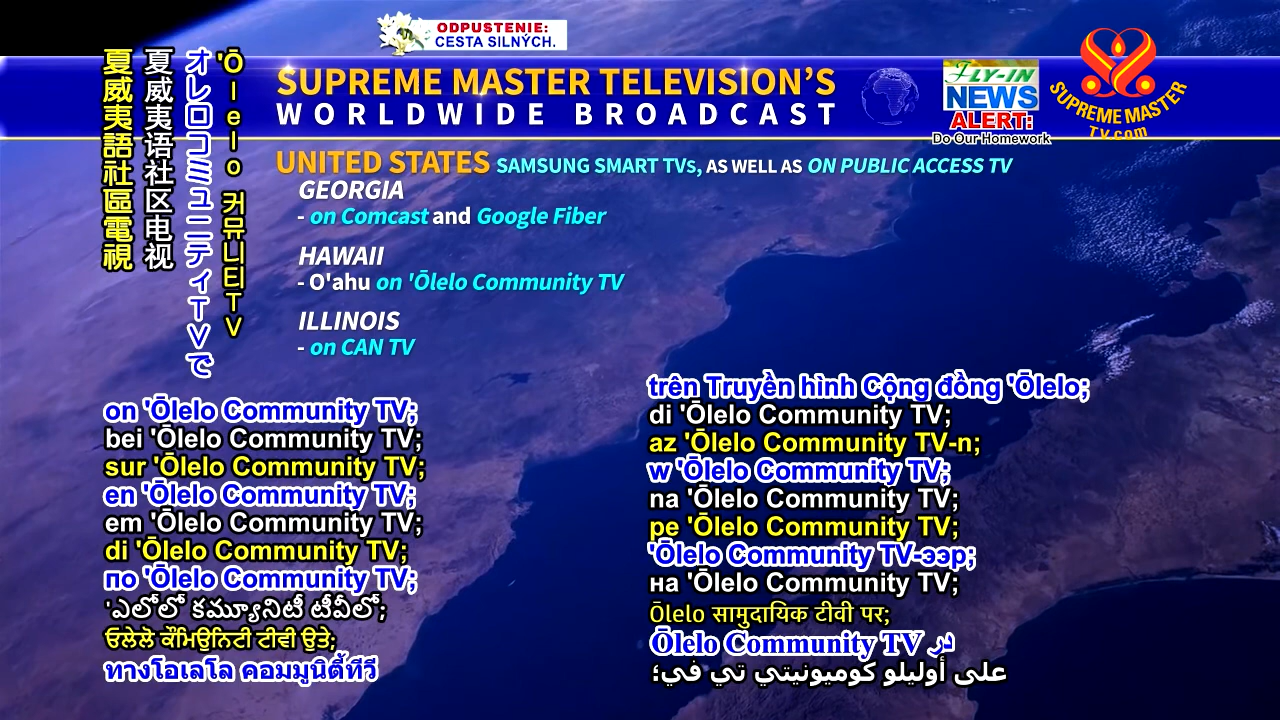 ODPUSTENIE:
CESTA SILNÝCH.
SUPREME MASTER TELEVISION’S
WORLDWIDE BROADCAST
FLY-IN
NEWS
ALERT:
Do Our Homework
SUPREME MASTER
TV.com
夏威夷語社區電視
夏威夷语社区电视
オレロコミュニティTVで
'Ōlelo 커뮤니티TV
UNITED STATES SAMSUNG SMART TVs, AS WELL AS ON PUBLIC ACCESS TV
GEORGIA
- on Comcast and Google Fiber
HAWAII
- O'ahu on 'Ōlelo Community TV
ILLINOIS
- on CAN TV
on 'Ōlelo Community TV;
bei 'Ōlelo Community TV;
sur 'Ōlelo Community TV;
en 'Ōlelo Community TV;
em 'Ōlelo Community TV;
di 'Ōlelo Community TV;
по 'Ōlelo Community TV;
'ఎలోలో కమ్యూనిటీ టీవీలో;
ਓਲੇਲੋ ਕੌਮਿਉਨਿਟੀ ਟੀਵੀ ਉਤੇ;
ทางโอเลโล คอมมูนิตี้ทีวี
trên Truyền hình Cộng đồng 'Ōlelo;
di 'Ōlelo Community TV;
az 'Ōlelo Community TV-n;
w 'Ōlelo Community TV;
na 'Ōlelo Community TV;
pe 'Ōlelo Community TV;
'Ōlelo Community TV-ээр;
на 'Ōlelo Community TV;
Ōlelo सामुदायिक टीवी पर;
در Ōlelo Community TV
على أوليلو كوميونيتي تي في؛